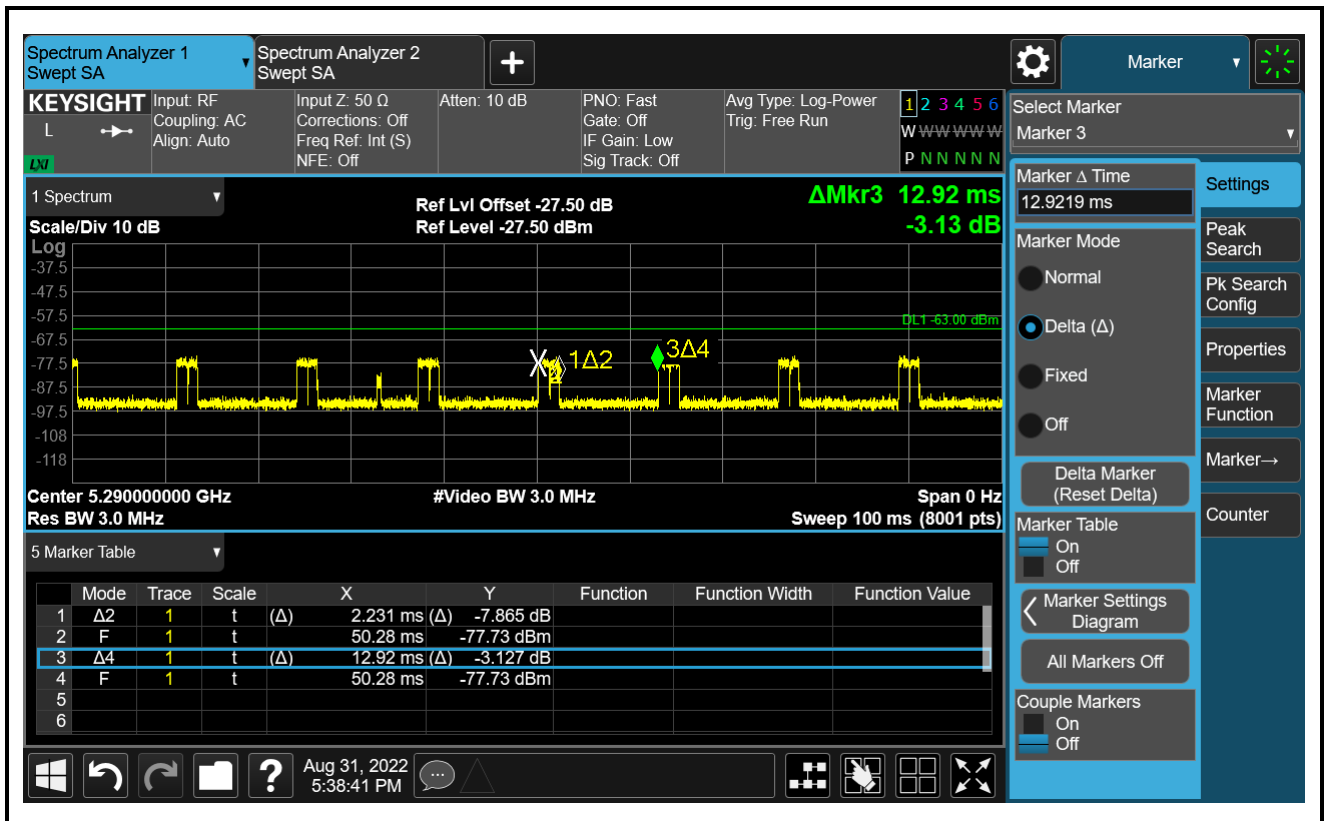 Spectrum Analyzer 1
Swept SA
Spectrum Analyzer 2
Swept SA
Marker
KEYSIGHT
L
LXI
Input: RF
Coupling: AC
Align: Auto
Input Z: 50 Ω
Corrections: Off
Freq Ref: Int (S)
NFE: Off
Atten: 10 dB
PNO: Fast
Gate: Off
IF Gain: Low
Sig Track: Off
Avg Type: Log-Power
Trig: Free Run
1 2 3 4 5 6
W W W W W W
P N N N N N
Select Marker
Marker 3
1 Spectrum
Scale/Div 10 dB
Ref Lvl Offset -27.50 dB
Ref Level -27.50 dBm
ΔMkr3 12.92 ms
-3.13 dB
Log
-37.5
-47.5
-57.5
-67.5
-77.5
-87.5
-97.5
-108
-118
DL1 -63.00 dBm
1Δ2
3Δ4
Center 5.290000000 GHz
Res BW 3.0 MHz
#Video BW 3.0 MHz
Span 0 Hz
Sweep 100 ms (8001 pts)
5 Marker Table
Mode Trace Scale X Y Function Function Width Function Value
1 Δ2 1 t (Δ) 2.231 ms (Δ) -7.865 dB
2 F 1 t 50.28 ms -77.73 dBm
3 Δ4 1 t (Δ) 12.92 ms (Δ) -3.127 dB
4 F 1 t 50.28 ms -77.73 dBm
5
6
Marker Δ Time
12.9219 ms
Marker Mode
Normal
Delta (Δ)
Fixed
Off
Delta Marker
(Reset Delta)
Marker Table
On
Off
Marker Settings
Diagram
All Markers Off
Couple Markers
On
Off
Settings
Peak
Search
Pk Search
Config
Properties
Marker
Function
Marker→
Counter
?
Aug 31, 2022
5:38:41 PM